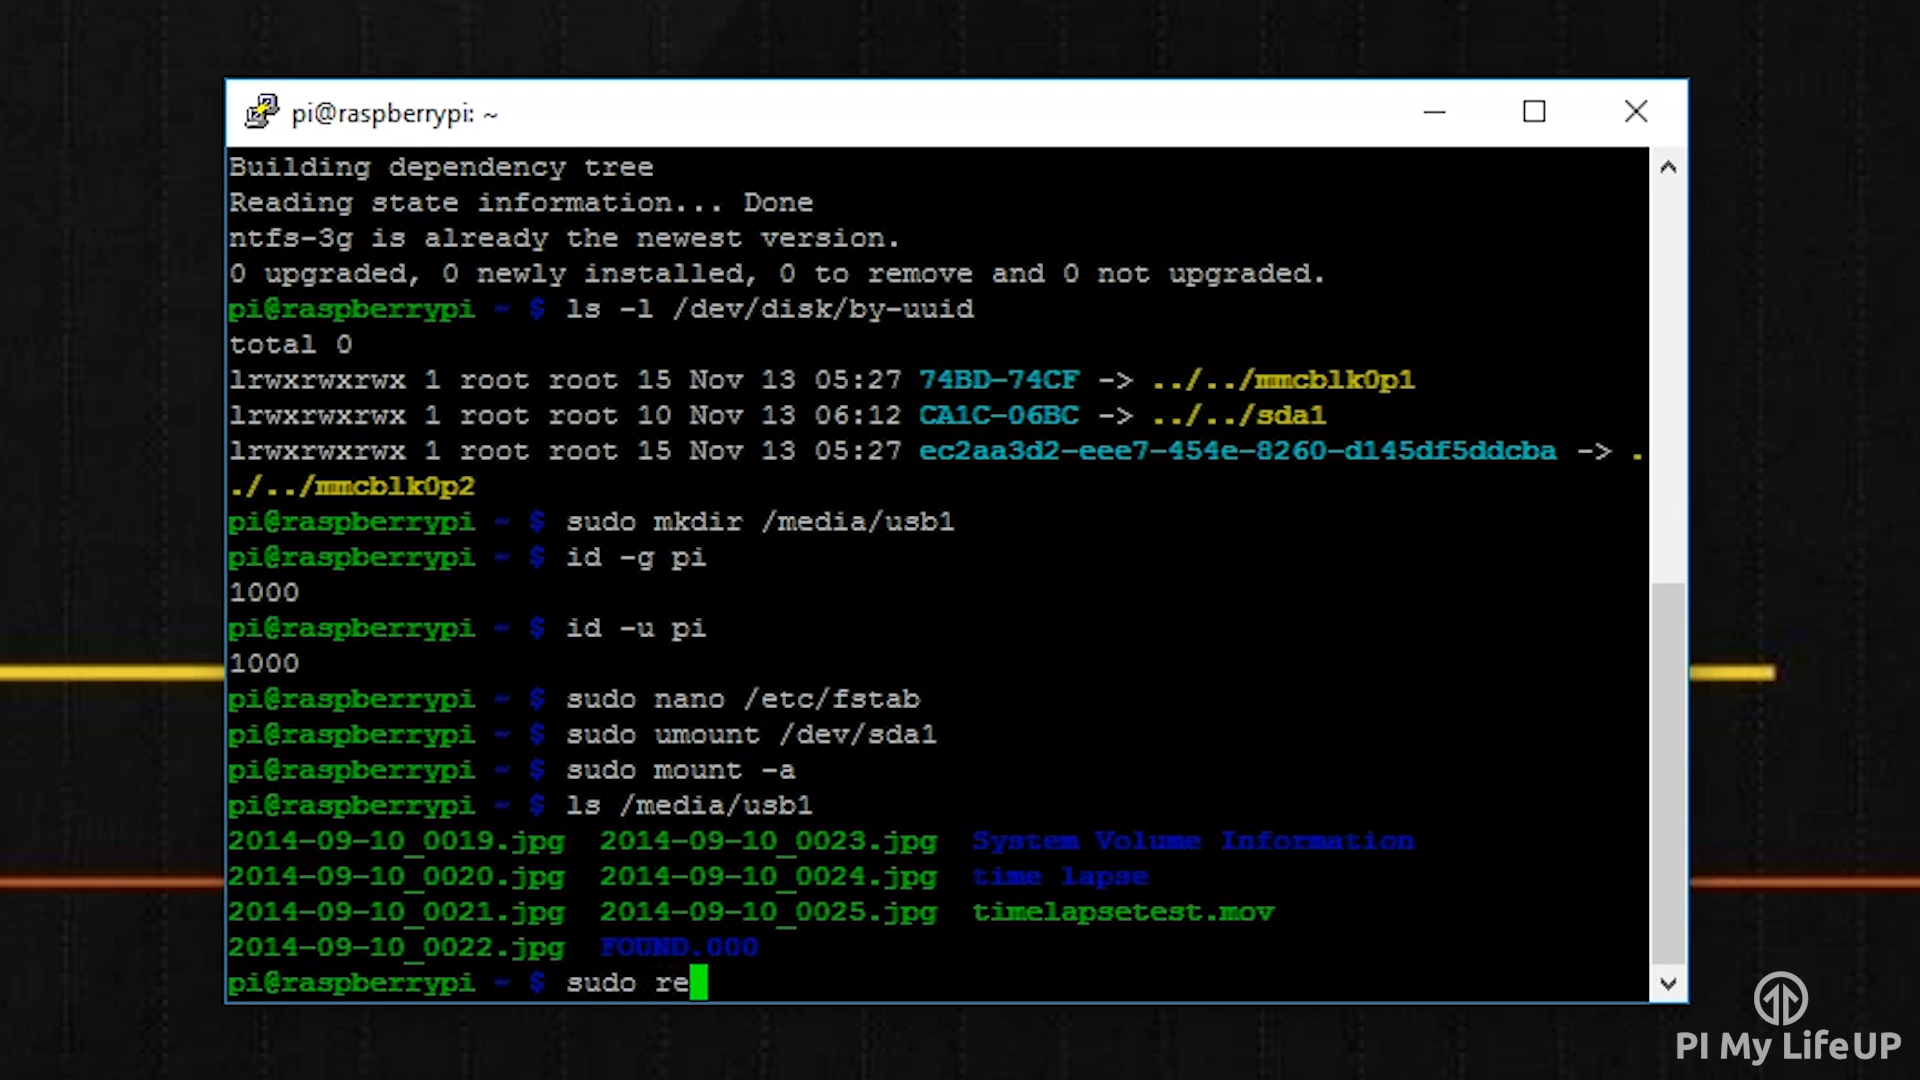 pi@raspberrypi: ~
Building dependency tree
Reading state information... Done
ntfs-3g is already the newest version.
0 upgraded, 0 newly installed, 0 to remove and 0 not upgraded.
pi@raspberrypi ~ $ ls -l /dev/disk/by-uuid
total 0
lrwxrwxrwx 1 root root 15 Nov 13 05:27 74BD-74CF -> ../../mmcblk0p1
lrwxrwxrwx 1 root root 10 Nov 13 06:12 CA1C-06BC -> ../../sda1
lrwxrwxrwx 1 root root 15 Nov 13 05:27 ec2aa3d2-eee7-454e-8260-d145df5ddcba -> .
./../mmcblk0p2
pi@raspberrypi ~ $ sudo mkdir /media/usb1
pi@raspberrypi ~ $ id -g pi
1000
pi@raspberrypi ~ $ id -u pi
1000
pi@raspberrypi ~ $ sudo nano /etc/fstab
pi@raspberrypi ~ $ sudo umount /dev/sda1
pi@raspberrypi ~ $ sudo mount -a
pi@raspberrypi ~ $ ls /media/usb1
2014-09-10_0019.jpg 2014-09-10_0023.jpg System Volume Information
2014-09-10_0020.jpg 2014-09-10_0024.jpg time lapse
2014-09-10_0021.jpg 2014-09-10_0025.jpg timelapsetest.mov
2014-09-10_0022.jpg FOUND.000
pi@raspberrypi ~ $ sudo re
PI My LifeUP